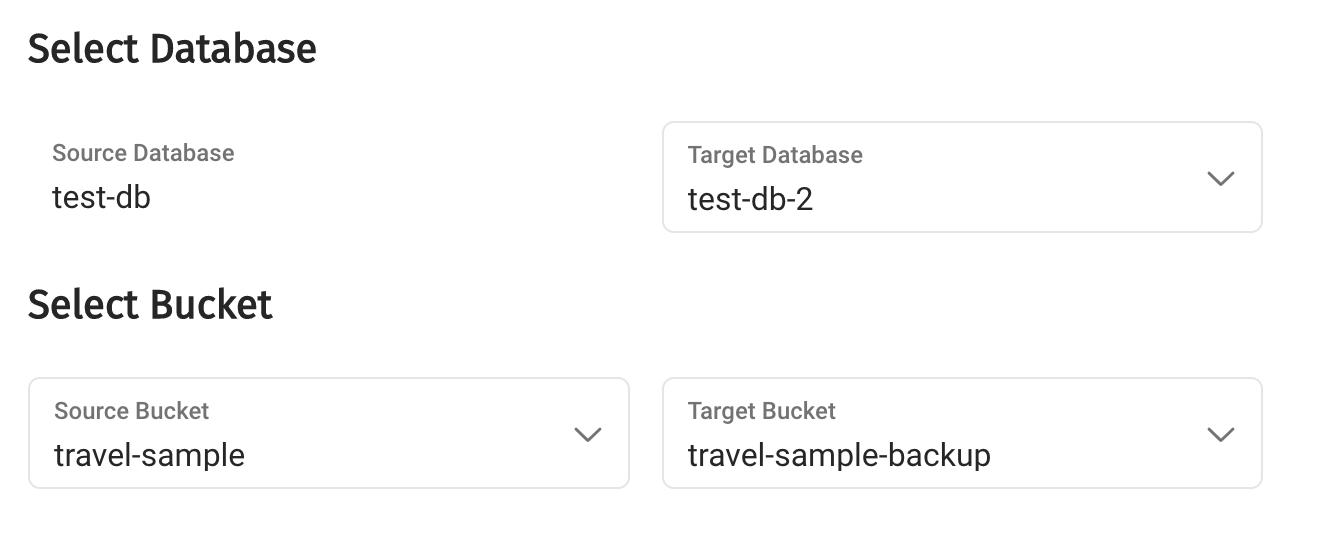 Select Database
Source Database
test-db
Target Database
test-db-2
Select Bucket
Source Bucket
travel-sample
Target Bucket
travel-sample-backup